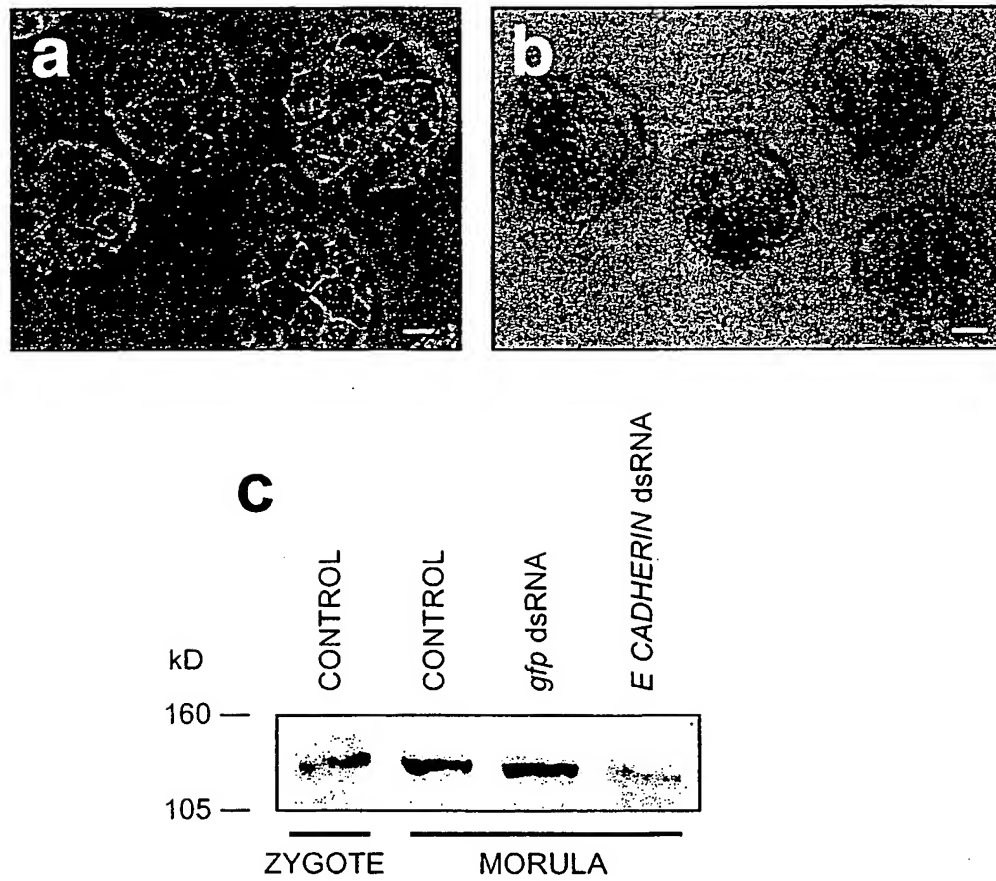 a
b
c
CONTROL
CONTROL
gfp dsRNA
E CADHERIN dsRNA
kD
160
105
ZYGOTE
MORULA